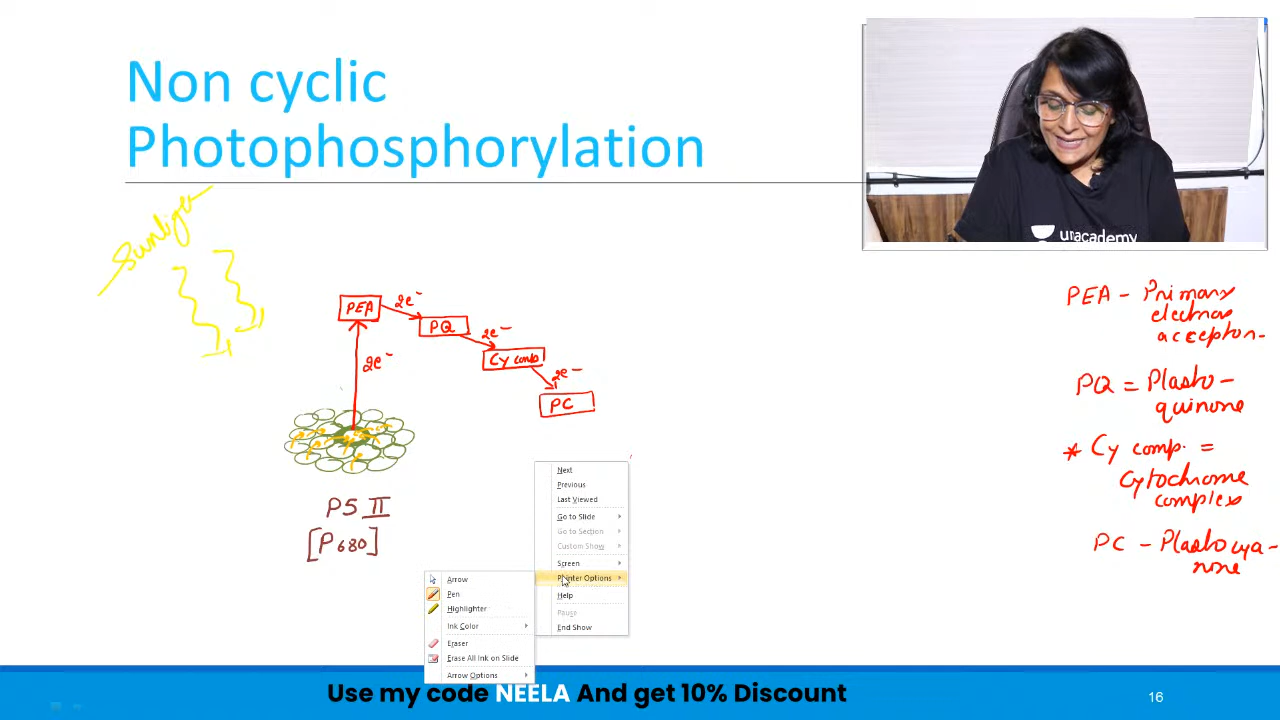 Non cyclic
Photophosphorylation
unacademy
Sunlight
PEA
2e-
PQ
2e-
Cy comp
2e-
PC
2e-
PS II
[P680]
PEA - Primary
electron
acceptor.
PQ = Plasto-
quinone
* Cy comp. =
Cytochrome
complex
PC - Plastocya-
none
Next
Previous
Last Viewed
Go to Slide
Go to Section
Custom Show
Screen
Pointer Options
Help
Pause
End Show
Arrow
Pen
Highlighter
Ink Color
Eraser
Erase All Ink on Slide
Arrow Options
Use my code NEELA And get 10% Discount
16